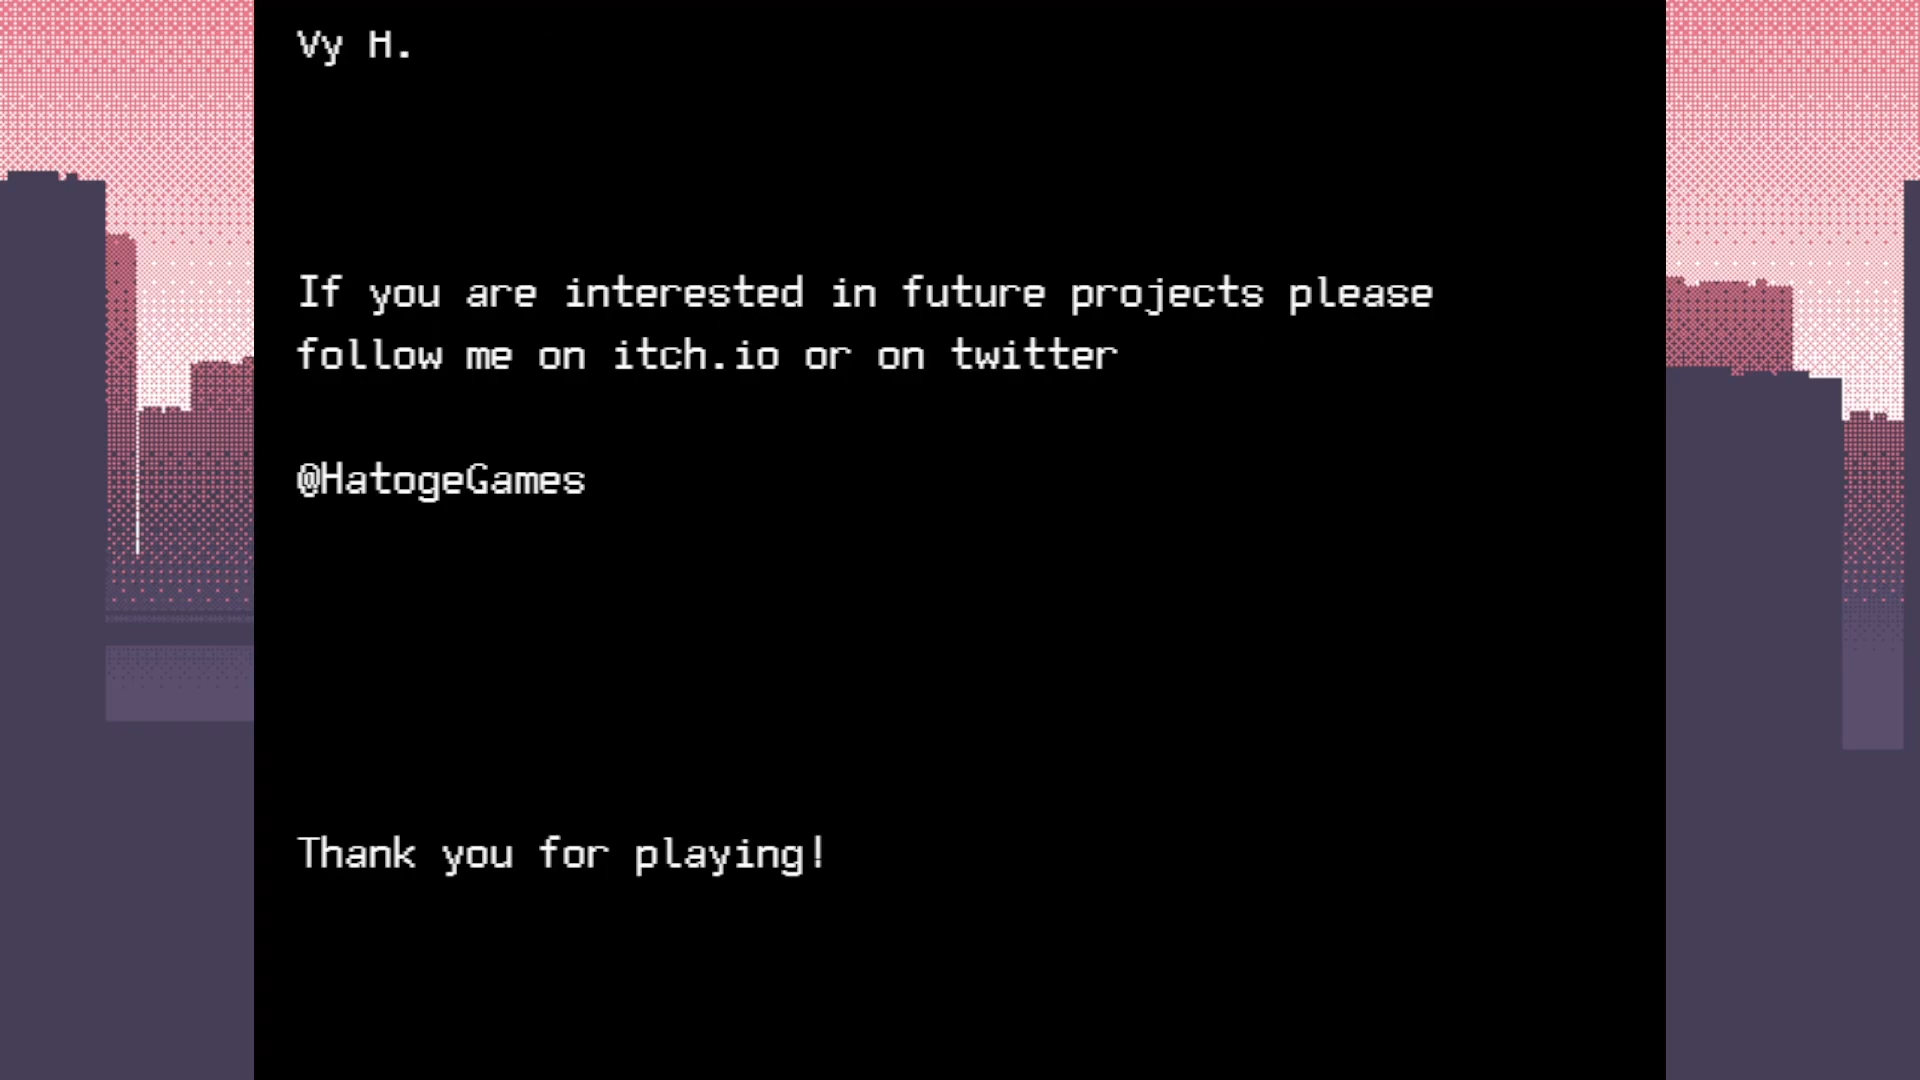 Vy H.
If you are interested in future projects please
follow me on itch.io or on twitter
@HatogeGames
Thank you for playing!